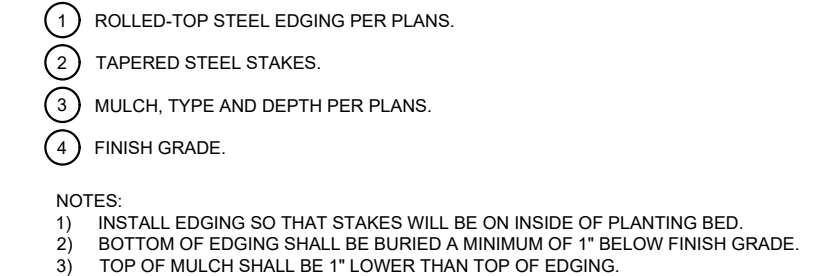 1 ROLLED-TOP STEEL EDGING PER PLANS.
2 TAPERED STEEL STAKES.
3 MULCH, TYPE AND DEPTH PER PLANS.
4 FINISH GRADE.
NOTES:
1) INSTALL EDGING SO THAT STAKES WILL BE ON INSIDE OF PLANTING BED.
2) BOTTOM OF EDGING SHALL BE BURIED A MINIMUM OF 1" BELOW FINISH GRADE.
3) TOP OF MULCH SHALL BE 1" LOWER THAN TOP OF EDGING.